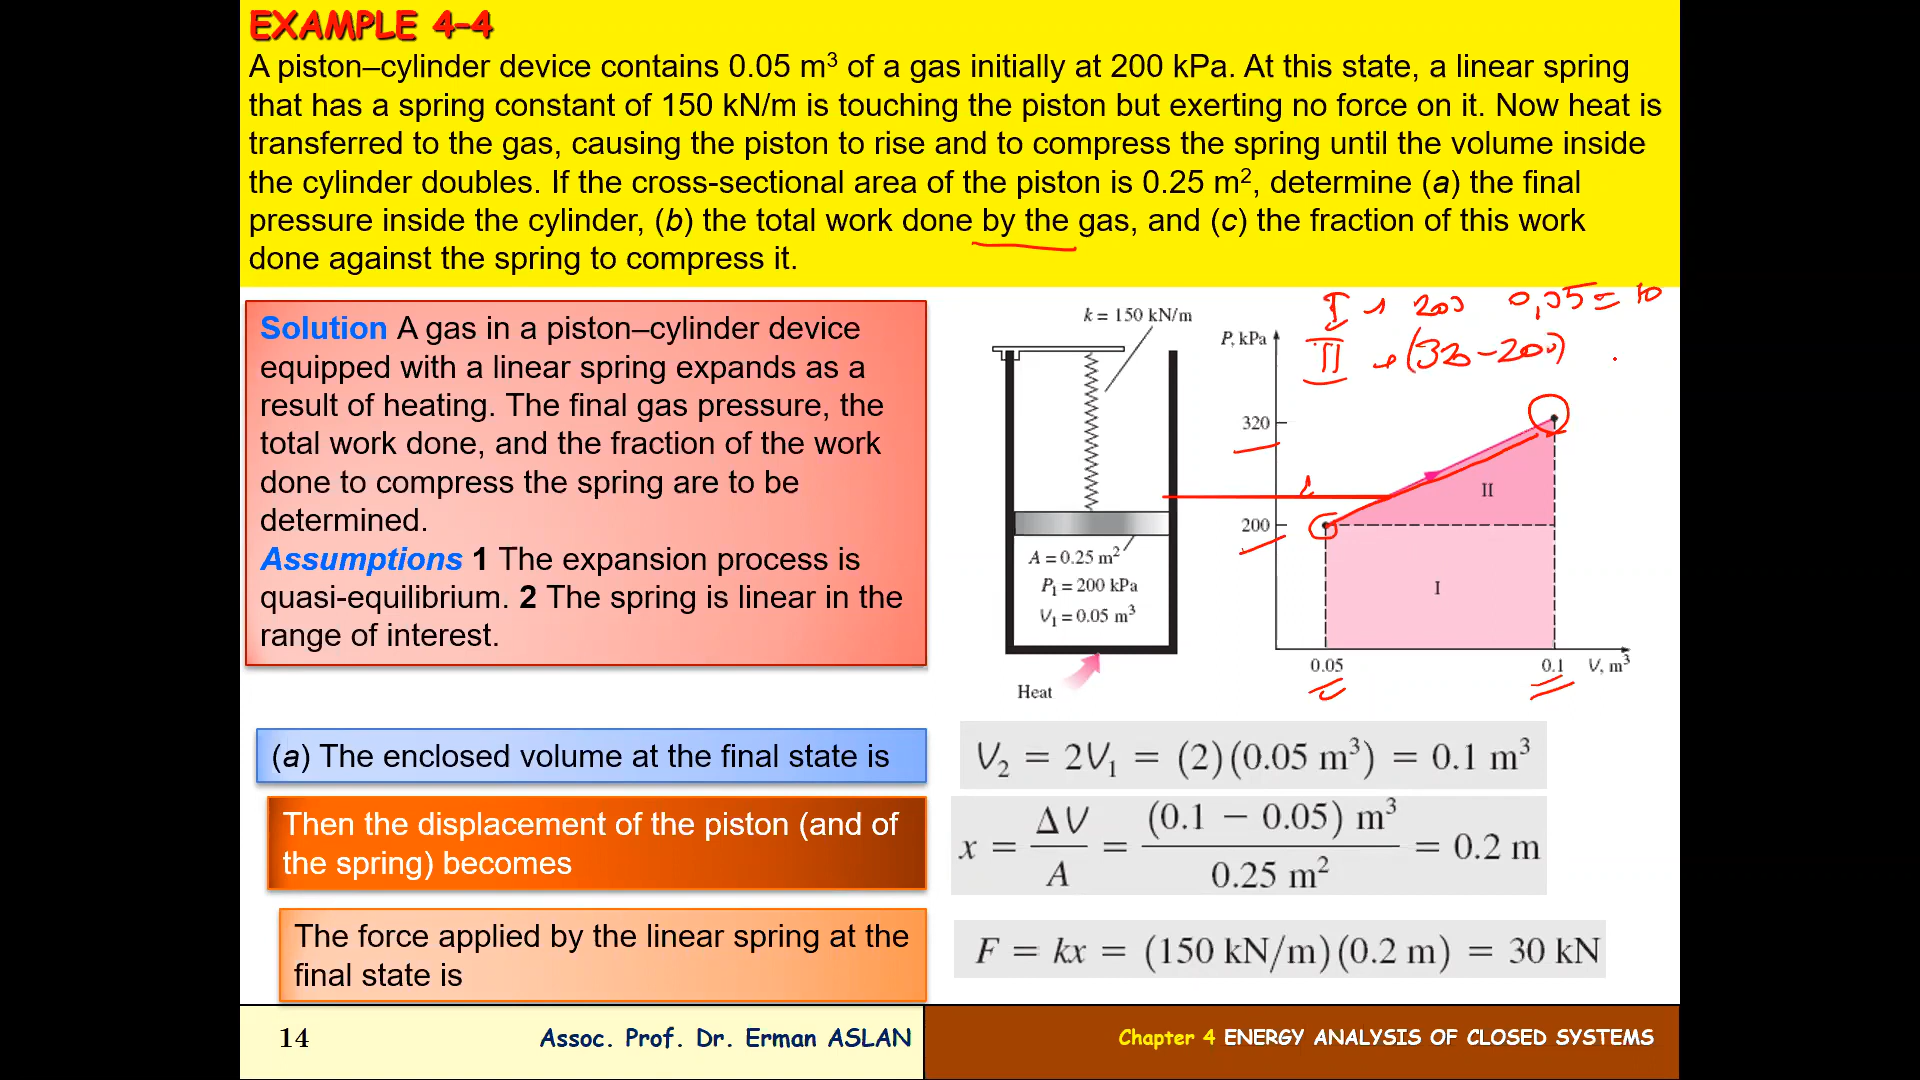 EXAMPLE 4–4
A piston–cylinder device contains 0.05 m³ of a gas initially at 200 kPa. At this state, a linear spring
that has a spring constant of 150 kN/m is touching the piston but exerting no force on it. Now heat is
transferred to the gas, causing the piston to rise and to compress the spring until the volume inside
the cylinder doubles. If the cross-sectional area of the piston is 0.25 m², determine (a) the final
pressure inside the cylinder, (b) the total work done by the gas, and (c) the fraction of this work
done against the spring to compress it.
Solution A gas in a piston–cylinder device
equipped with a linear spring expands as a
result of heating. The final gas pressure, the
total work done, and the fraction of the work
done to compress the spring are to be
determined.
Assumptions 1 The expansion process is
quasi-equilibrium. 2 The spring is linear in the
range of interest.
k = 150 kN/m
A = 0.25 m²
P₁ = 200 kPa
V₁ = 0.05 m³
Heat
I → 200 0,05 = 10
II → (320 - 200)
P, kPa
320
200
II
I
0.05
0.1
V, m³
(a) The enclosed volume at the final state is
V₂ = 2V₁ = (2)(0.05 m³) = 0.1 m³
Then the displacement of the piston (and of
the spring) becomes
x = ΔV / A = (0.1 − 0.05) m³ / 0.25 m² = 0.2 m
The force applied by the linear spring at the
final state is
F = kx = (150 kN/m)(0.2 m) = 30 kN
14
Assoc. Prof. Dr. Erman ASLAN
Chapter 4 ENERGY ANALYSIS OF CLOSED SYSTEMS